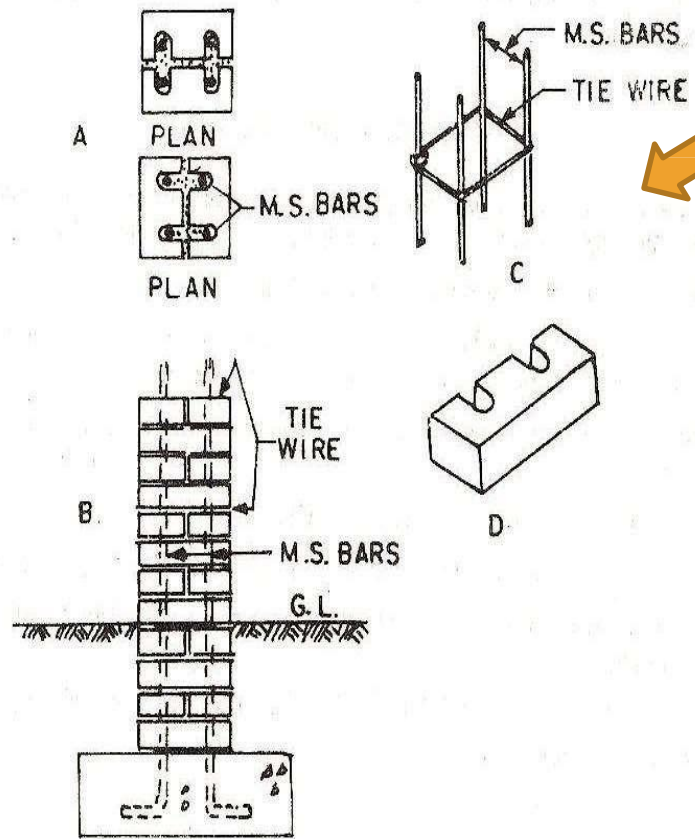 A
PLAN
M.S. BARS
PLAN
M.S. BARS
TIE WIRE
C
B
TIE
WIRE
M.S. BARS
G.L.
D